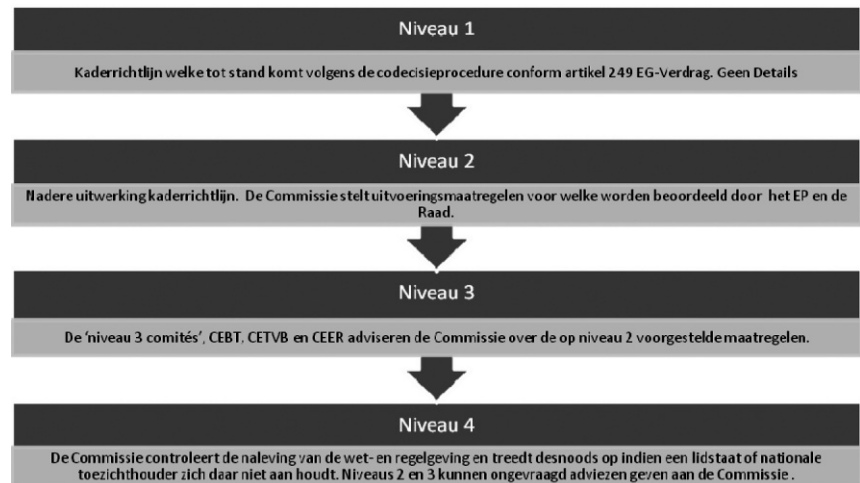 Niveau 1
Kaderrichtlijn welke tot stand komt volgens de codecisieprocedure conform artikel 249 EG-Verdrag. Geen Details
Niveau 2
Nadere uitwerking kaderrichtlijn. De Commissie stelt uitvoeringsmaatregelen voor welke worden beoordeeld door het EP en de
Raad.
Niveau 3
De 'niveau 3 comités', CEBT, CETVB en CEER adviseren de Commissie over de op niveau 2 voorgestelde maatregelen.
Niveau 4
De Commissie controleert de naleving van de wet- en regelgeving en treedt desnoods op indien een lidstaat of nationale
toezichthouder zich daar niet aan houdt. Niveaus 2 en 3 kunnen ongevraagd adviezen geven aan de Commissie .